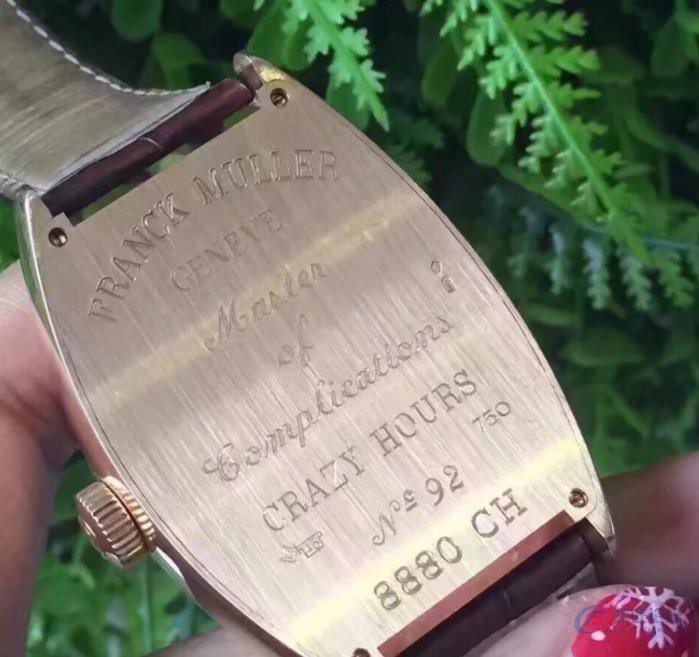 FRANCK MULLER
GENEVE
Master
of
Complications
CRAZY HOURS
750
Nº 92
8880 CH